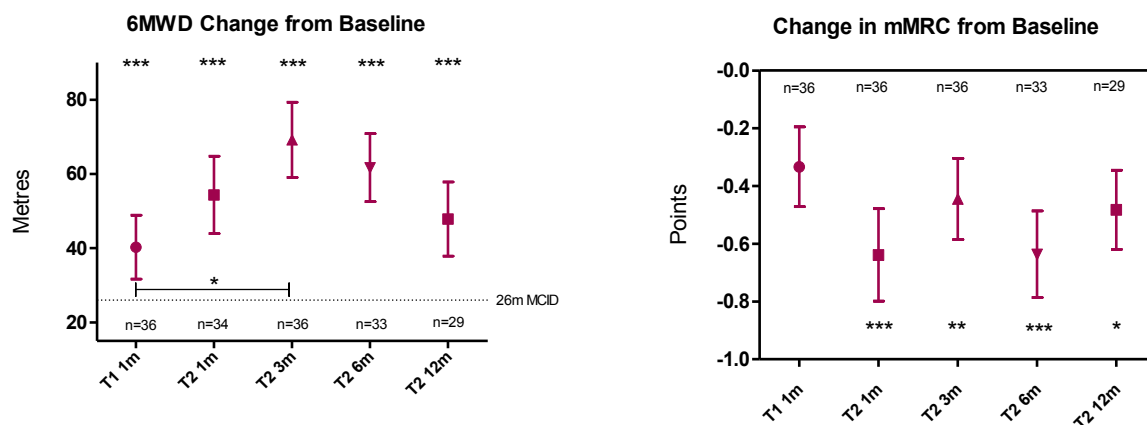 6MWD Change from Baseline
*** *** *** *** ***
80
60
40
20
Metres
*
26m MCID
n=36 n=34 n=36 n=33 n=29
T1 1m T2 1m T2 3m T2 6m T2 12m
Change in mMRC from Baseline
-0.0
-0.2
-0.4
-0.6
-0.8
-1.0
Points
n=36 n=36 n=36 n=33 n=29
*** ** *** *
T1 1m T2 1m T2 3m T2 6m T2 12m